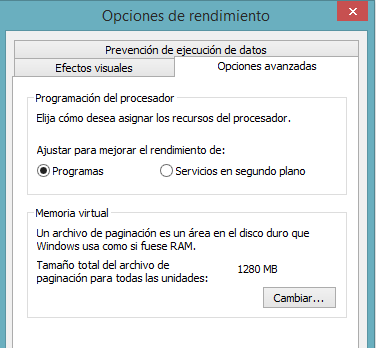 Opciones de rendimiento
Prevención de ejecución de datos
Efectos visuales
Opciones avanzadas
Programación del procesador
Elija cómo desea asignar los recursos del procesador.
Ajustar para mejorar el rendimiento de:
Programas
Servicios en segundo plano
Memoria virtual
Un archivo de paginación es un área en el disco duro que
Windows usa como si fuese RAM.
Tamaño total del archivo de
paginación para todas las unidades:
1280 MB
Cambiar...